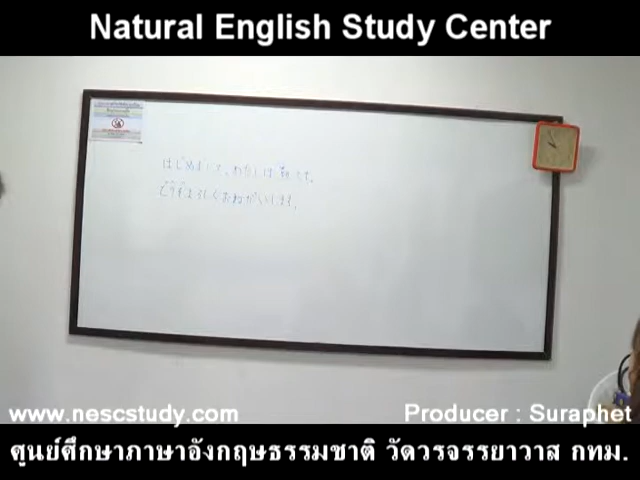 Natural English Study Center
はじめまして、わたしは です。
どうぞよろしくおねがいします。
www.nescstudy.com
Producer : Suraphet
ศูนย์ศึกษาภาษาอังกฤษธรรมชาติ วัดวรจรรยาวาส กทม.